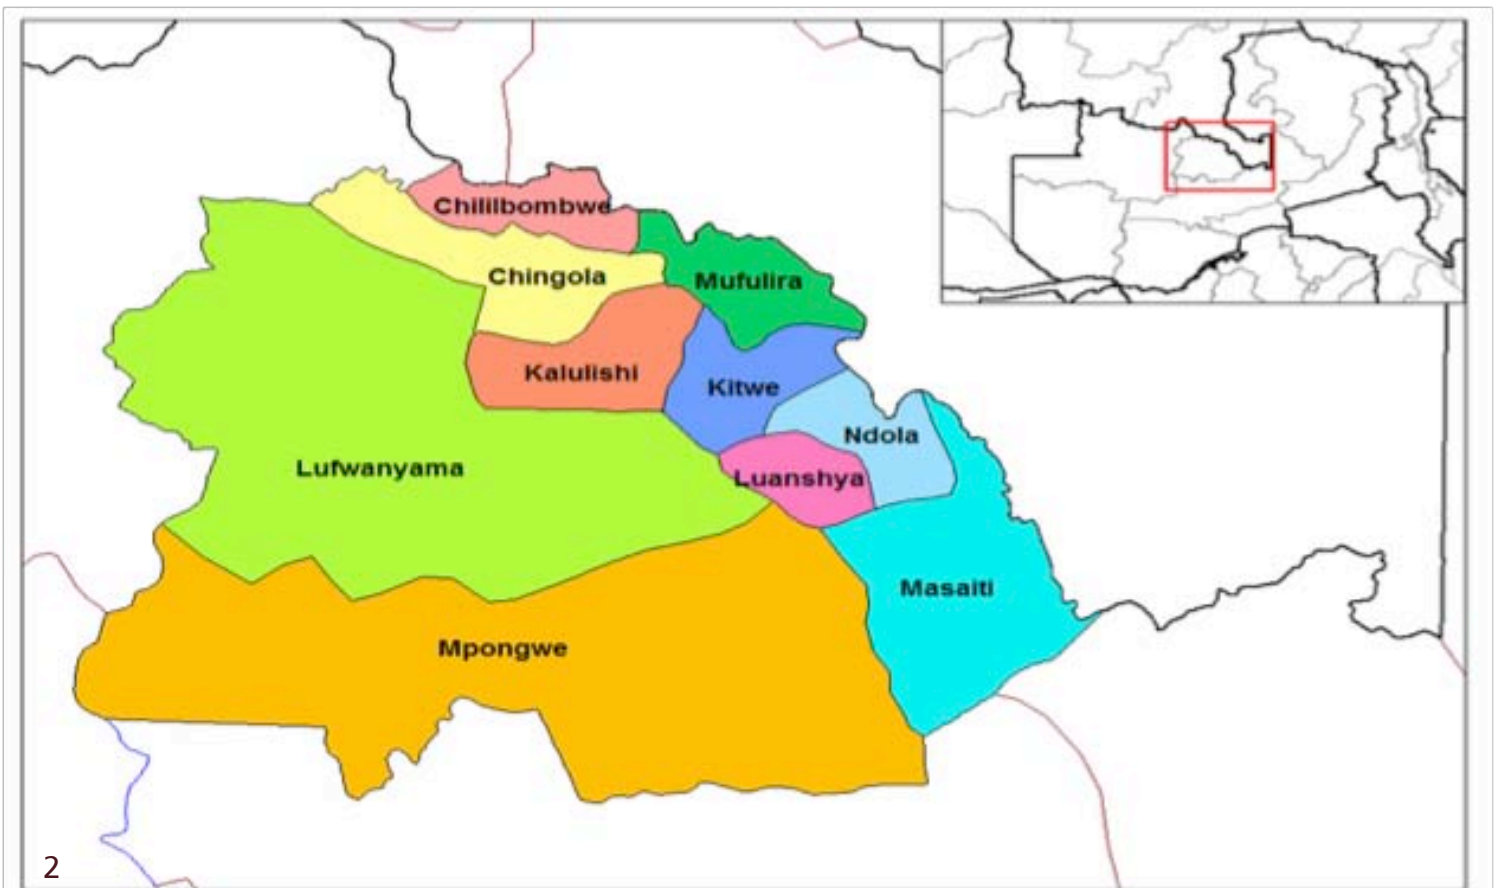 Chililbombwe
Chingola
Mufulira
Kalulishi
Kitwe
Ndola
Lufwanyama
Luanshya
Masaiti
Mpongwe
2